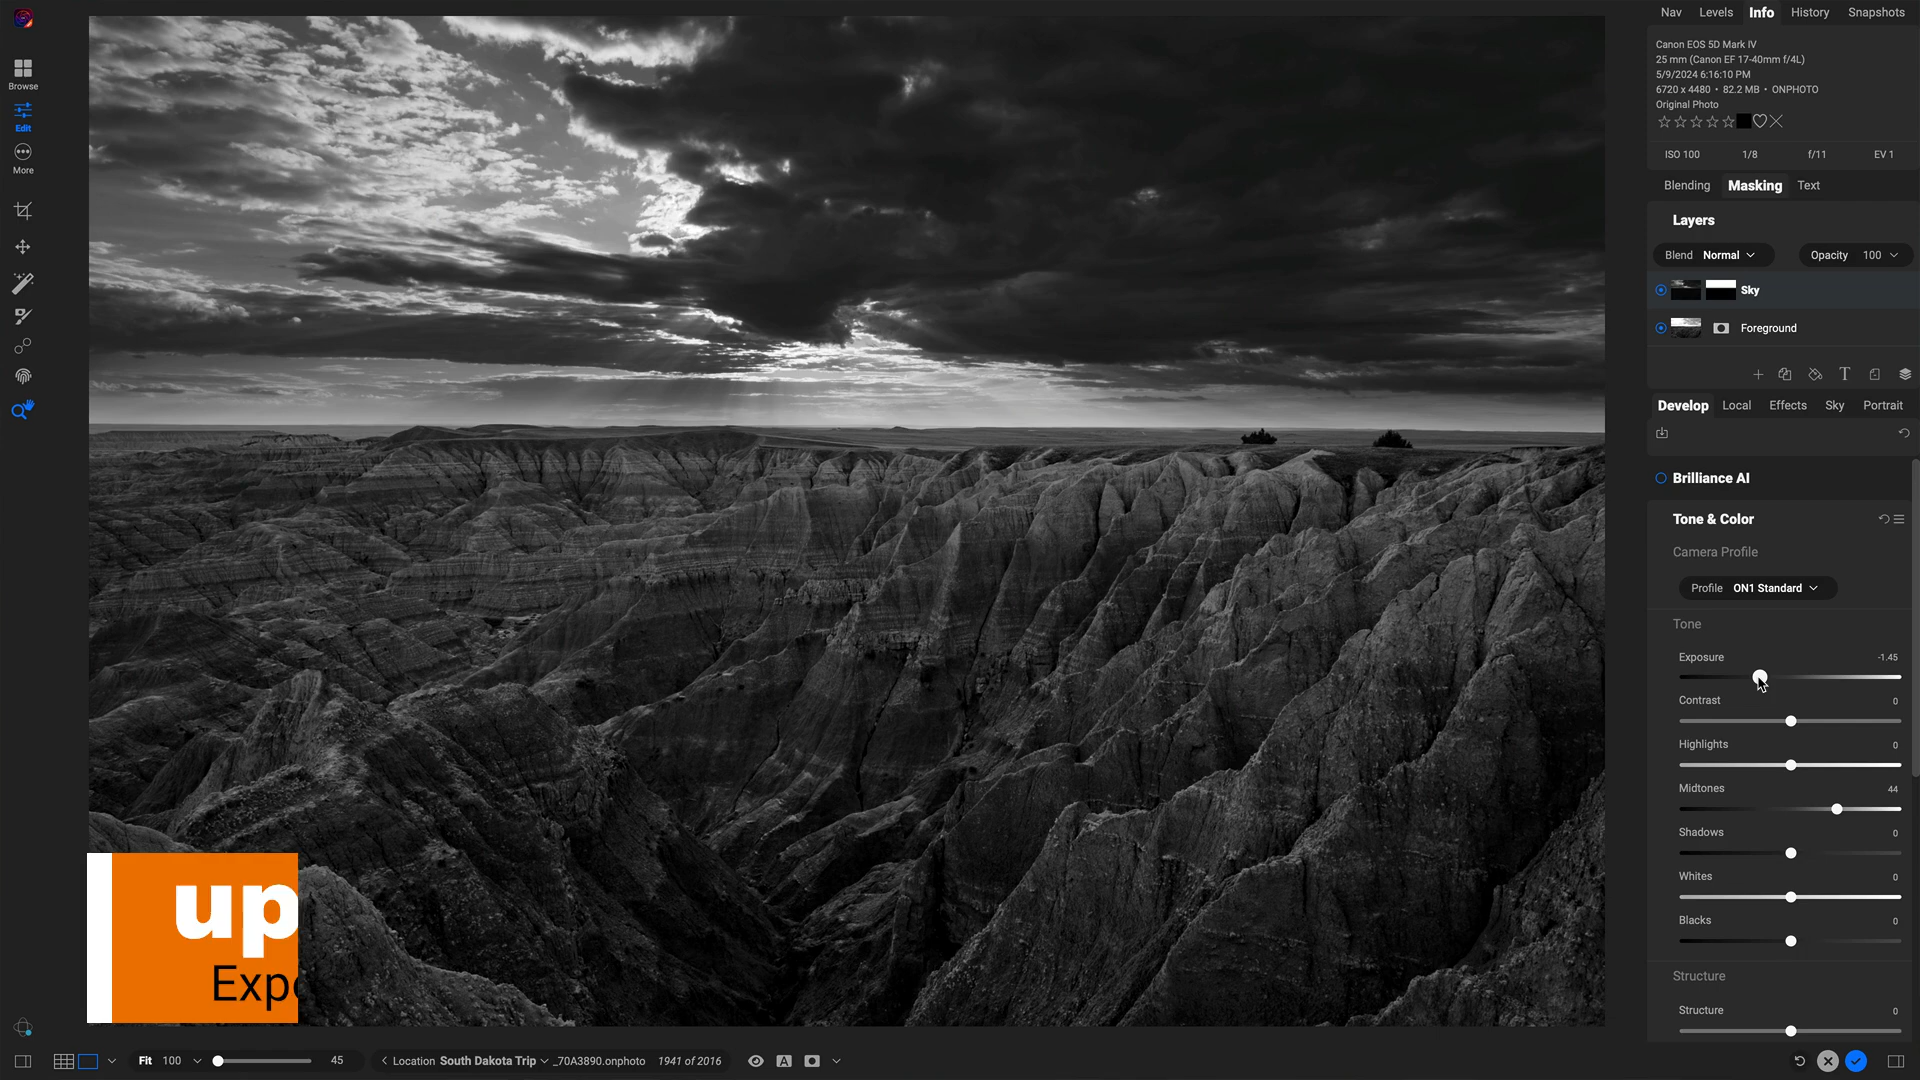 Nav Levels Info History Snapshots
Canon EOS 5D Mark IV
25 mm (Canon EF 17-40mm f/4L)
5/9/2024 6:16:10 PM
6720 x 4480 • 82.2 MB • ONPHOTO
Original Photo
ISO 100 1/8 f/11 EV 1
Browse
Edit
More
Blending Masking Text
Layers
Blend Normal Opacity 100
Sky
Foreground
Develop Local Effects Sky Portrait
Brilliance AI
Tone & Color
Camera Profile
Profile ON1 Standard
Tone
Exposure -1.45
Contrast 0
Highlights 0
Midtones 44
Shadows 0
Whites 0
Blacks 0
Structure
Structure 0
up
Expo
Fit 100 45 Location South Dakota Trip _70A3890.onphoto 1941 of 2016